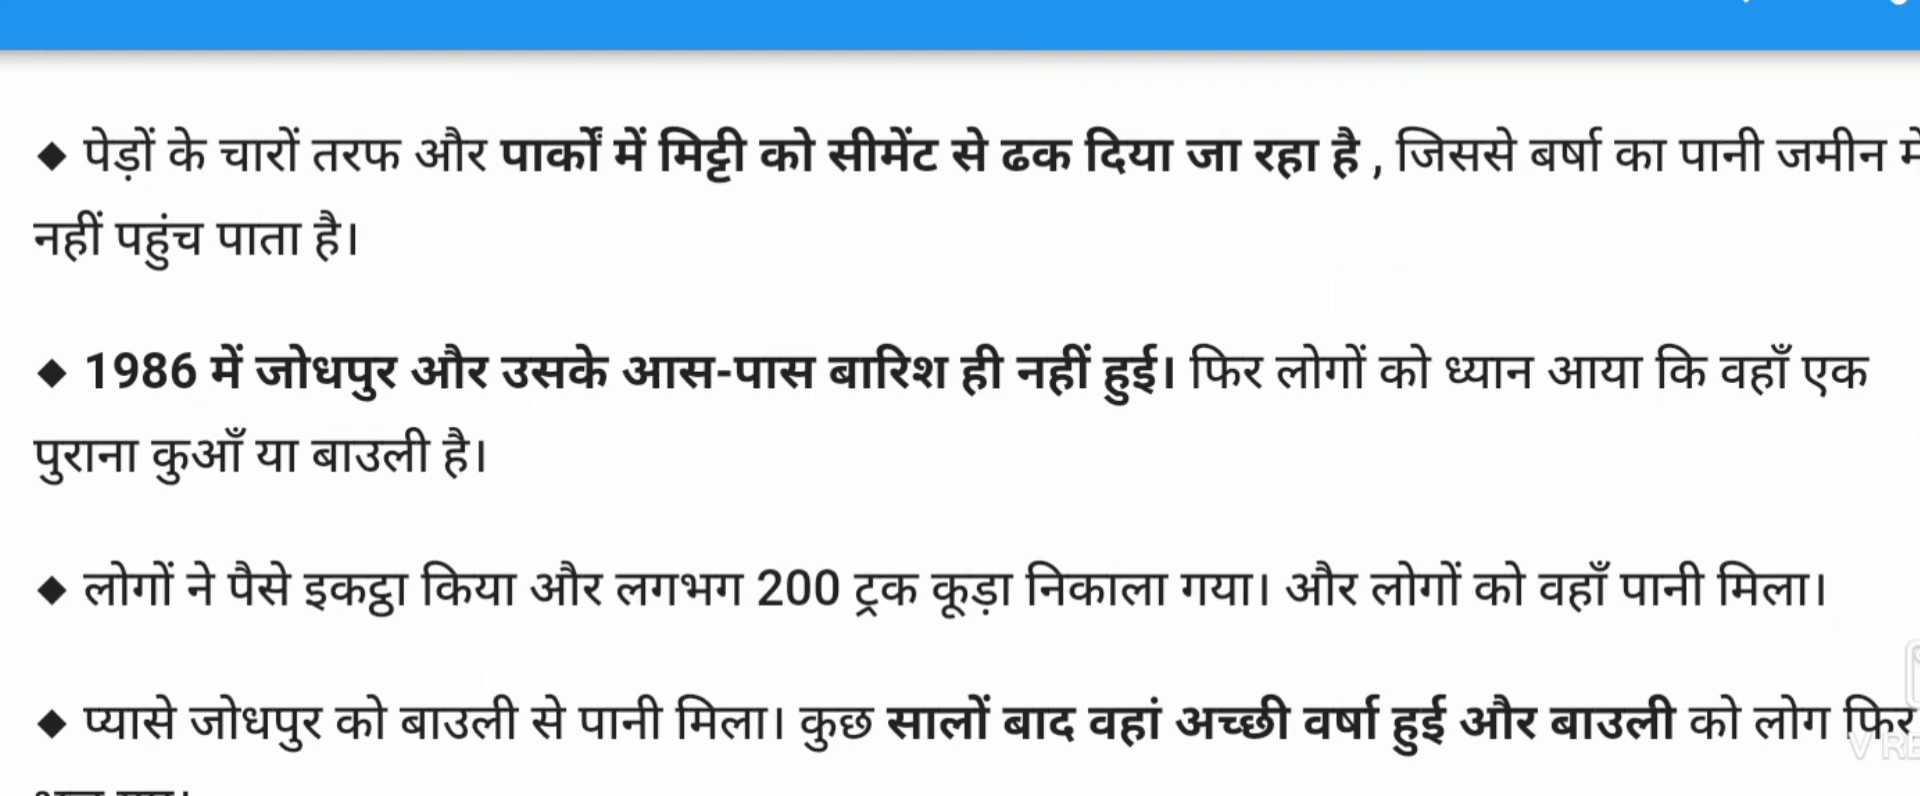 ◆ पेड़ों के चारों तरफ और पार्कों में मिट्टी को सीमेंट से ढक दिया जा रहा है , जिससे बर्षा का पानी जमीन में
नहीं पहुंच पाता है।
◆ 1986 में जोधपुर और उसके आस-पास बारिश ही नहीं हुई। फिर लोगों को ध्यान आया कि वहाँ एक
पुराना कुआँ या बाउली है।
◆ लोगों ने पैसे इकट्ठा किया और लगभग 200 ट्रक कूड़ा निकाला गया। और लोगों को वहाँ पानी मिला।
◆ प्यासे जोधपुर को बाउली से पानी मिला। कुछ सालों बाद वहां अच्छी वर्षा हुई और बाउली को लोग फिर